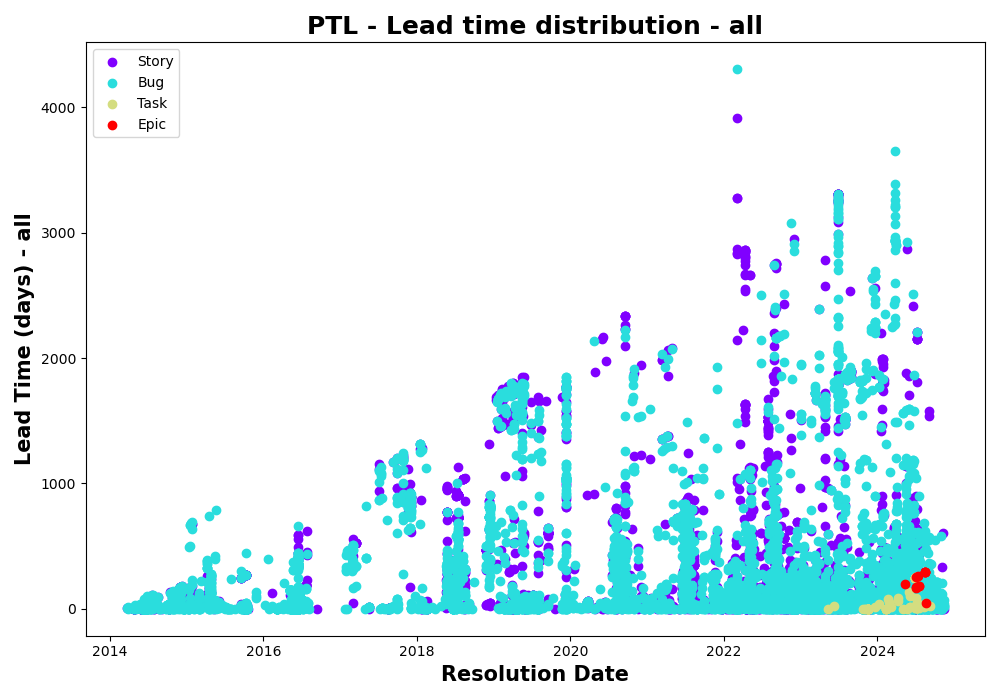 PTL - Lead time distribution - all
Story
Bug
Task
Epic
Lead Time (days) - all
4000
3000
2000
1000
0
2014 2016 2018 2020 2022 2024
Resolution Date